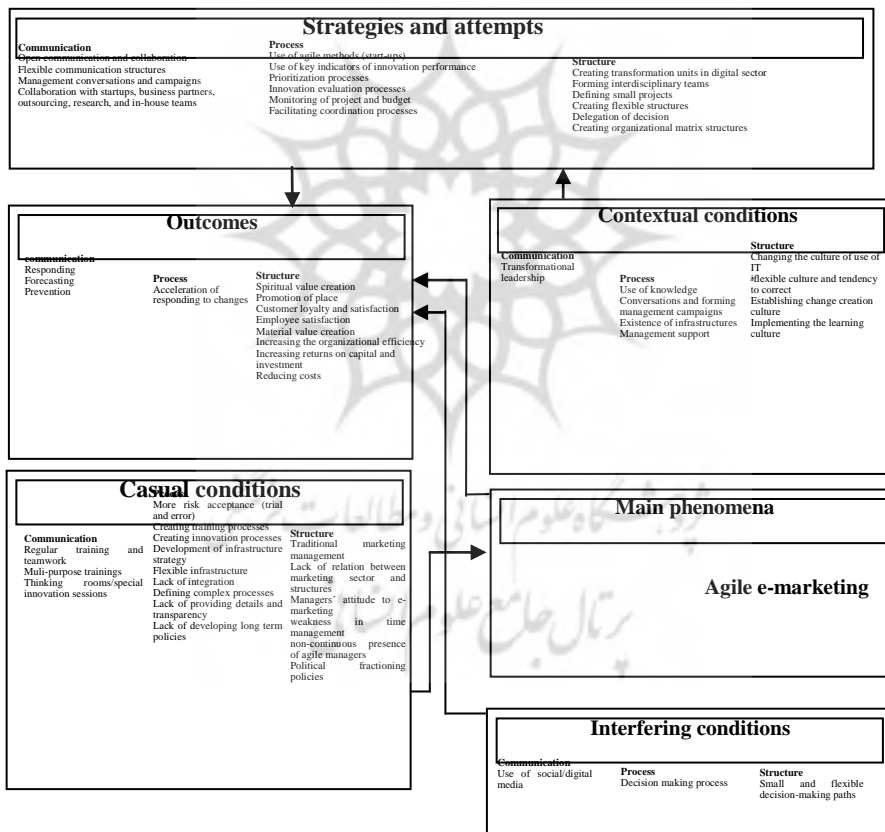 Strategies and attempts
Communication
Open communication and collaboration
Flexible communication structures
Management conversations and campaigns
Collaboration with startups, business partners,
outsourcing, research, and in-house teams
Process
Use of agile methods (start-ups)
Use of key indicators of innovation performance
Prioritization processes
Innovation evaluation processes
Monitoring of project and budget
Facilitating coordination processes
Structure
Creating transformation units in digital sector
Forming interdisciplinary teams
Defining small projects
Creating flexible structures
Delegation of decision
Creating organizational matrix structures
Outcomes
communication
Responding
Forecasting
Prevention
Process
Acceleration of
responding to changes
Structure
Spiritual value creation
Promotion of place
Customer loyalty and satisfaction
Employee satisfaction
Material value creation
Increasing the organizational efficiency
Increasing returns on capital and
investment
Reducing costs
Contextual conditions
Communication
Transformational
leadership
Process
Use of knowledge
Conversations and forming
management campaigns
Existence of infrastructures
Management support
Structure
Changing the culture of use of
IT
flexible culture and tendency
to correct
Establishing change creation
culture
Implementing the learning
culture
Casual conditions
Communication
Regular training and
teamwork
Muli-purpose trainings
Thinking rooms/special
innovation sessions
Process
More risk acceptance (trial
and error)
Creating training processes
Creating innovation processes
Development of infrastructure
strategy
Flexible infrastructure
Lack of integration
Defining complex processes
Lack of providing details and
transparency
Lack of developing long term
policies
Structure
Traditional marketing
management
Lack of relation between
marketing sector and
structures
Managers' attitude to e-
marketing
weakness in time
management
non-continuous presence
of agile managers
Political fractioning
policies
Main phenomena
Agile e-marketing
پژوهشگاه علوم انسانی و مطالعات فرهنگی
پرتال جامع علوم انسانی
Interfering conditions
Communication
Use of social/digital
media
Process
Decision making process
Structure
Small and flexible
decision-making paths